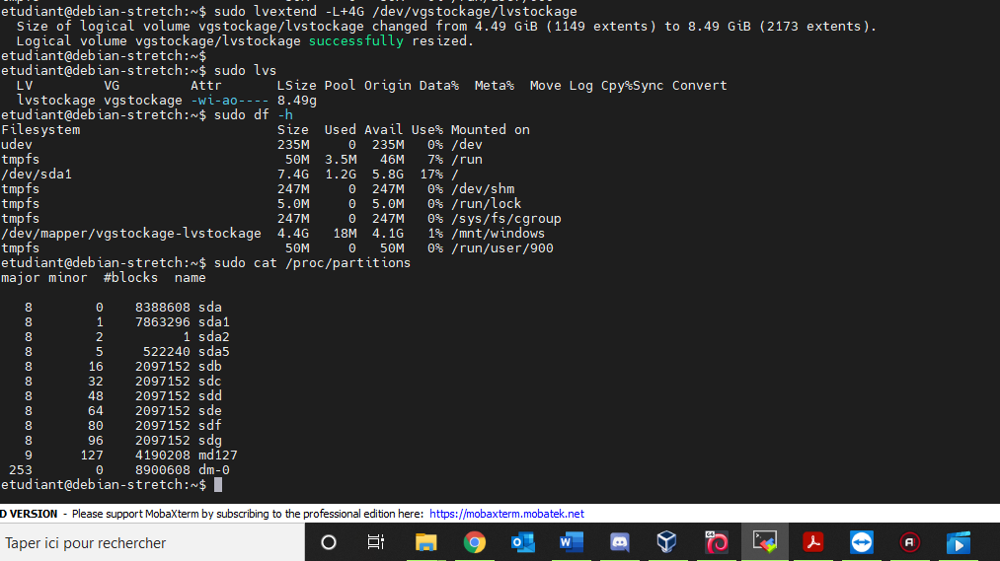 etudiant@debian-stretch:~$ sudo lvextend -L+4G /dev/vgstockage/lvstockage
  Size of logical volume vgstockage/lvstockage changed from 4.49 GiB (1149 extents) to 8.49 GiB (2173 extents).
  Logical volume vgstockage/lvstockage successfully resized.
etudiant@debian-stretch:~$
etudiant@debian-stretch:~$ sudo lvs
  LV         VG         Attr       LSize Pool Origin Data%  Meta%  Move Log Cpy%Sync Convert
  lvstockage vgstockage -wi-ao---- 8.49g
etudiant@debian-stretch:~$ sudo df -h
Filesystem                         Size  Used Avail Use% Mounted on
udev                               235M     0  235M   0% /dev
tmpfs                               50M  3.5M   46M   7% /run
/dev/sda1                          7.4G  1.2G  5.8G  17% /
tmpfs                              247M     0  247M   0% /dev/shm
tmpfs                              5.0M     0  5.0M   0% /run/lock
tmpfs                              247M     0  247M   0% /sys/fs/cgroup
/dev/mapper/vgstockage-lvstockage  4.4G   18M  4.1G   1% /mnt/windows
tmpfs                               50M     0   50M   0% /run/user/900
etudiant@debian-stretch:~$ sudo cat /proc/partitions
major minor  #blocks  name
   8        0    8388608 sda
   8        1    7863296 sda1
   8        2          1 sda2
   8        5     522240 sda5
   8       16    2097152 sdb
   8       32    2097152 sdc
   8       48    2097152 sdd
   8       64    2097152 sde
   8       80    2097152 sdf
   8       96    2097152 sdg
   9      127    4190208 md127
 253        0    8900608 dm-0
etudiant@debian-stretch:~$
D VERSION - Please support MobaXterm by subscribing to the professional edition here: https://mobaxterm.mobatek.net
Taper ici pour rechercher